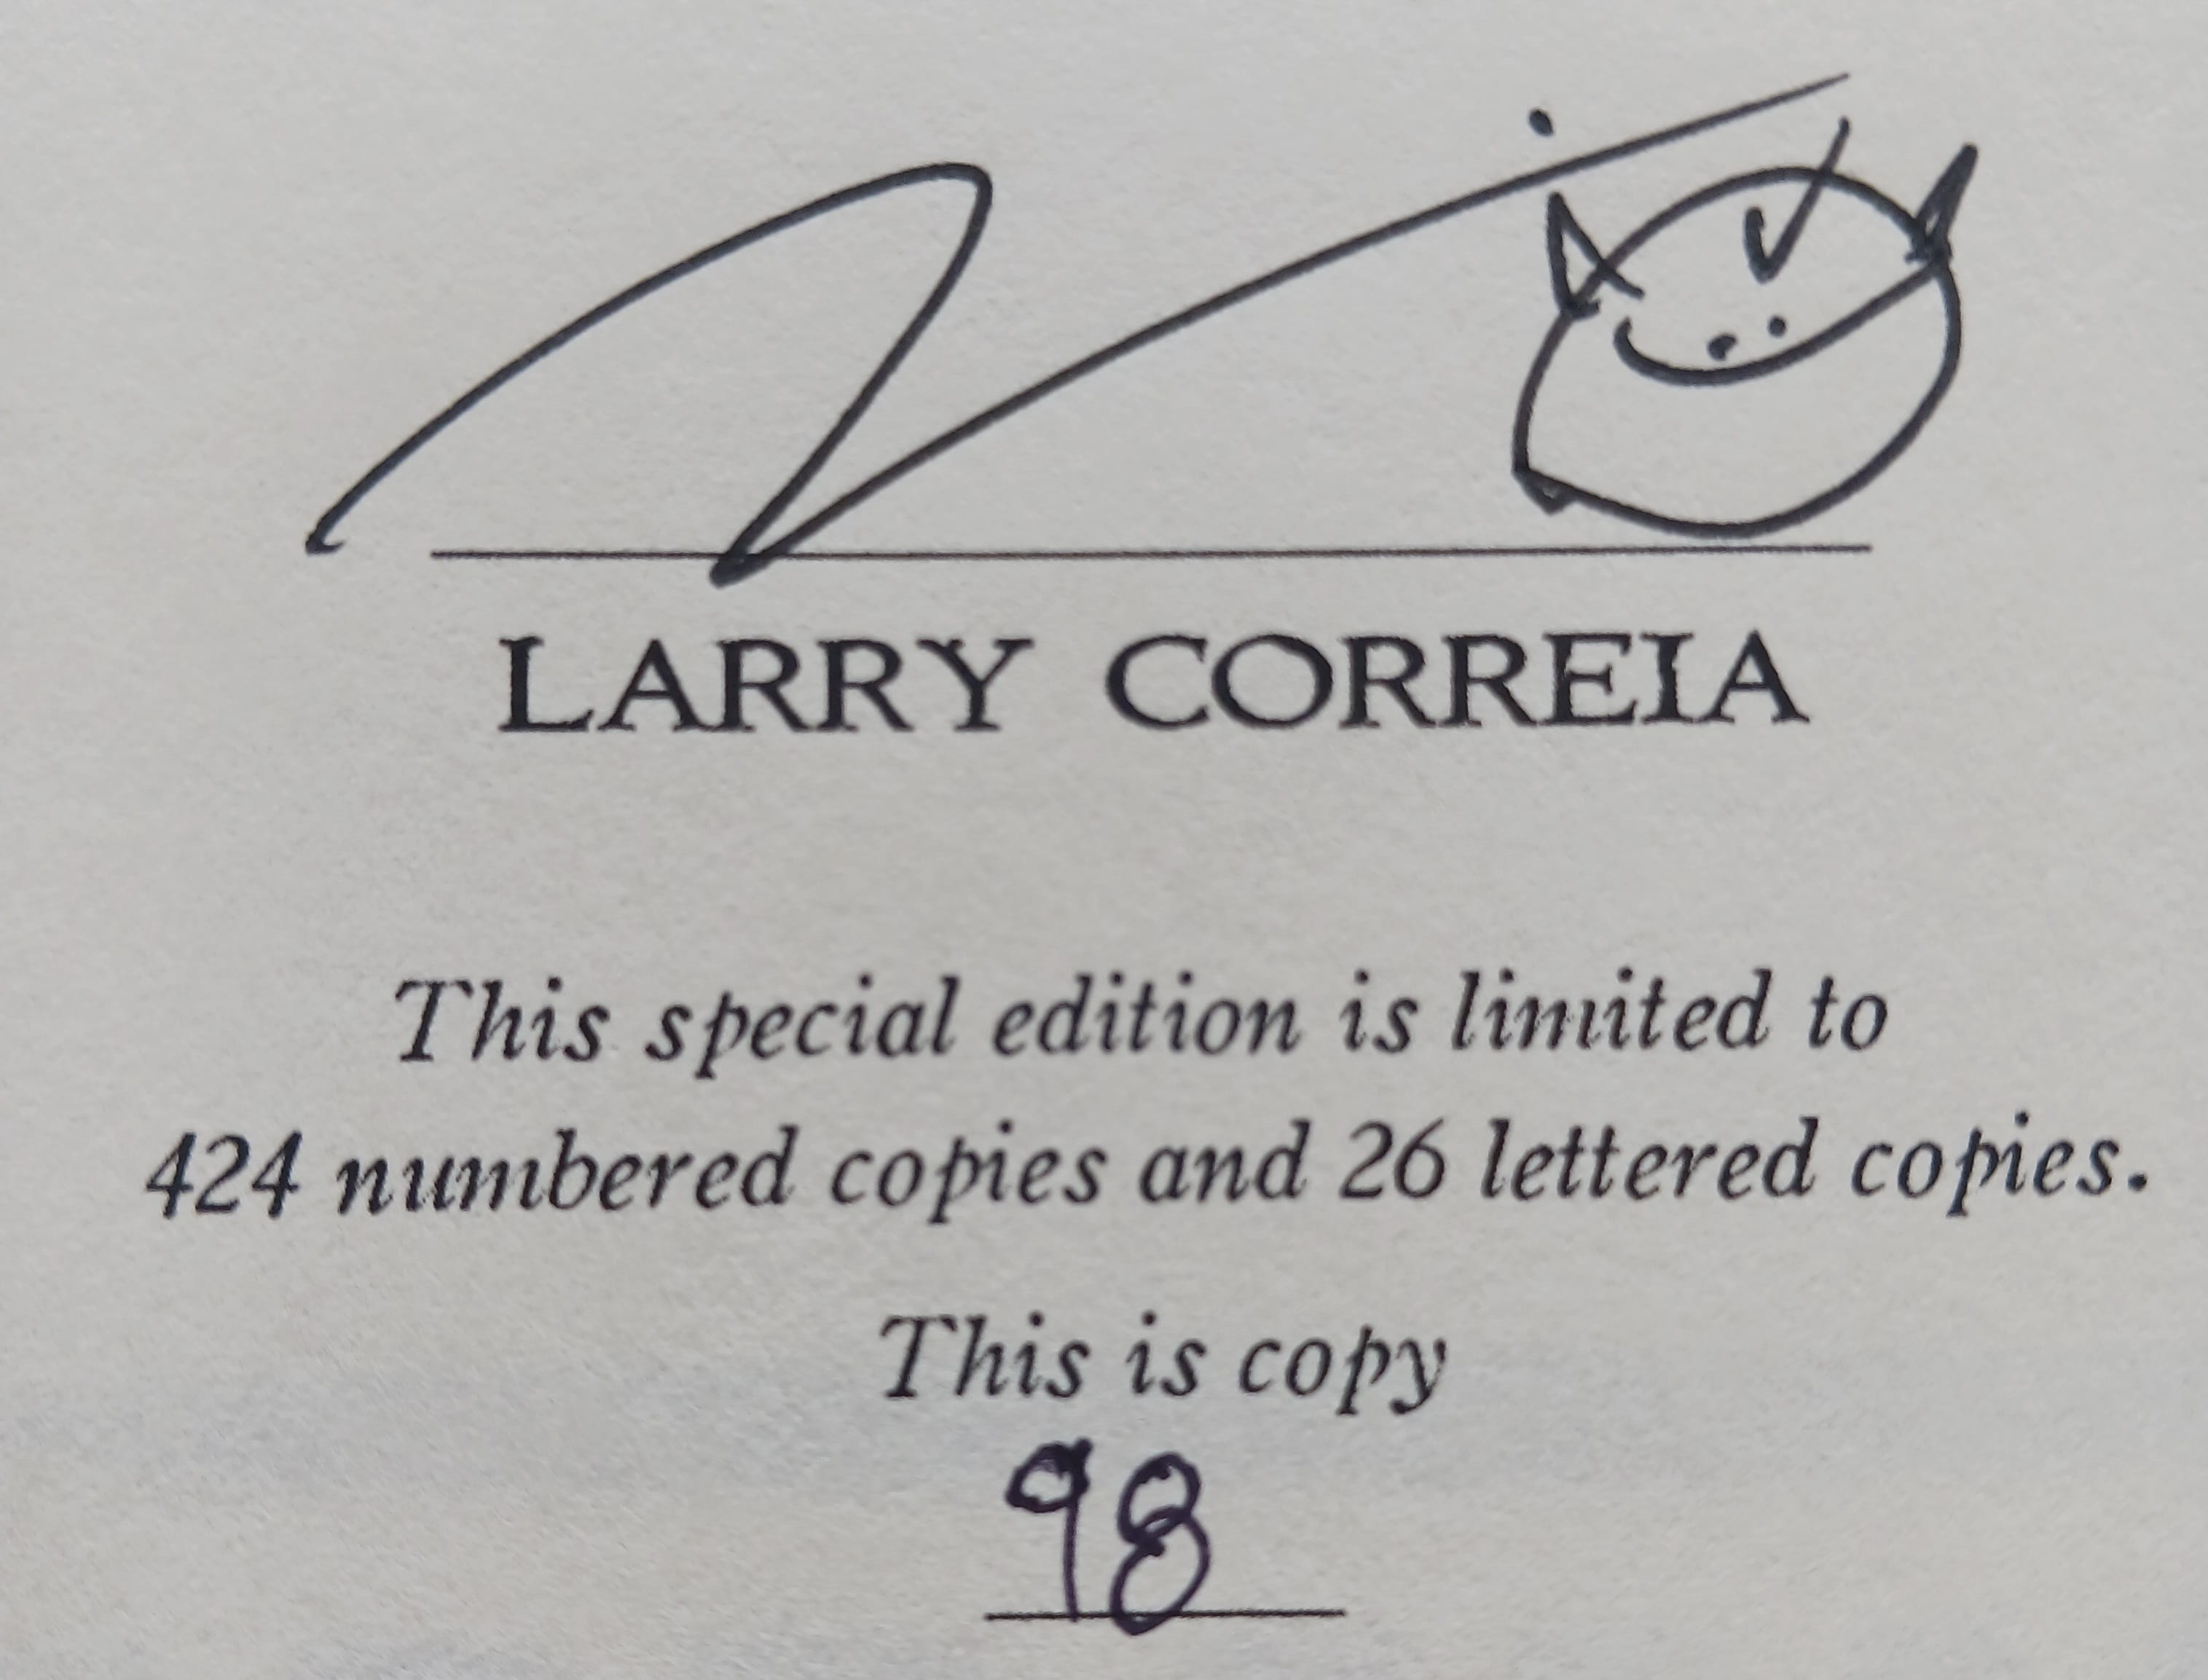 LARRY CORREIA
This special edition is limited to
424 numbered copies and 26 lettered copies.
This is copy
98